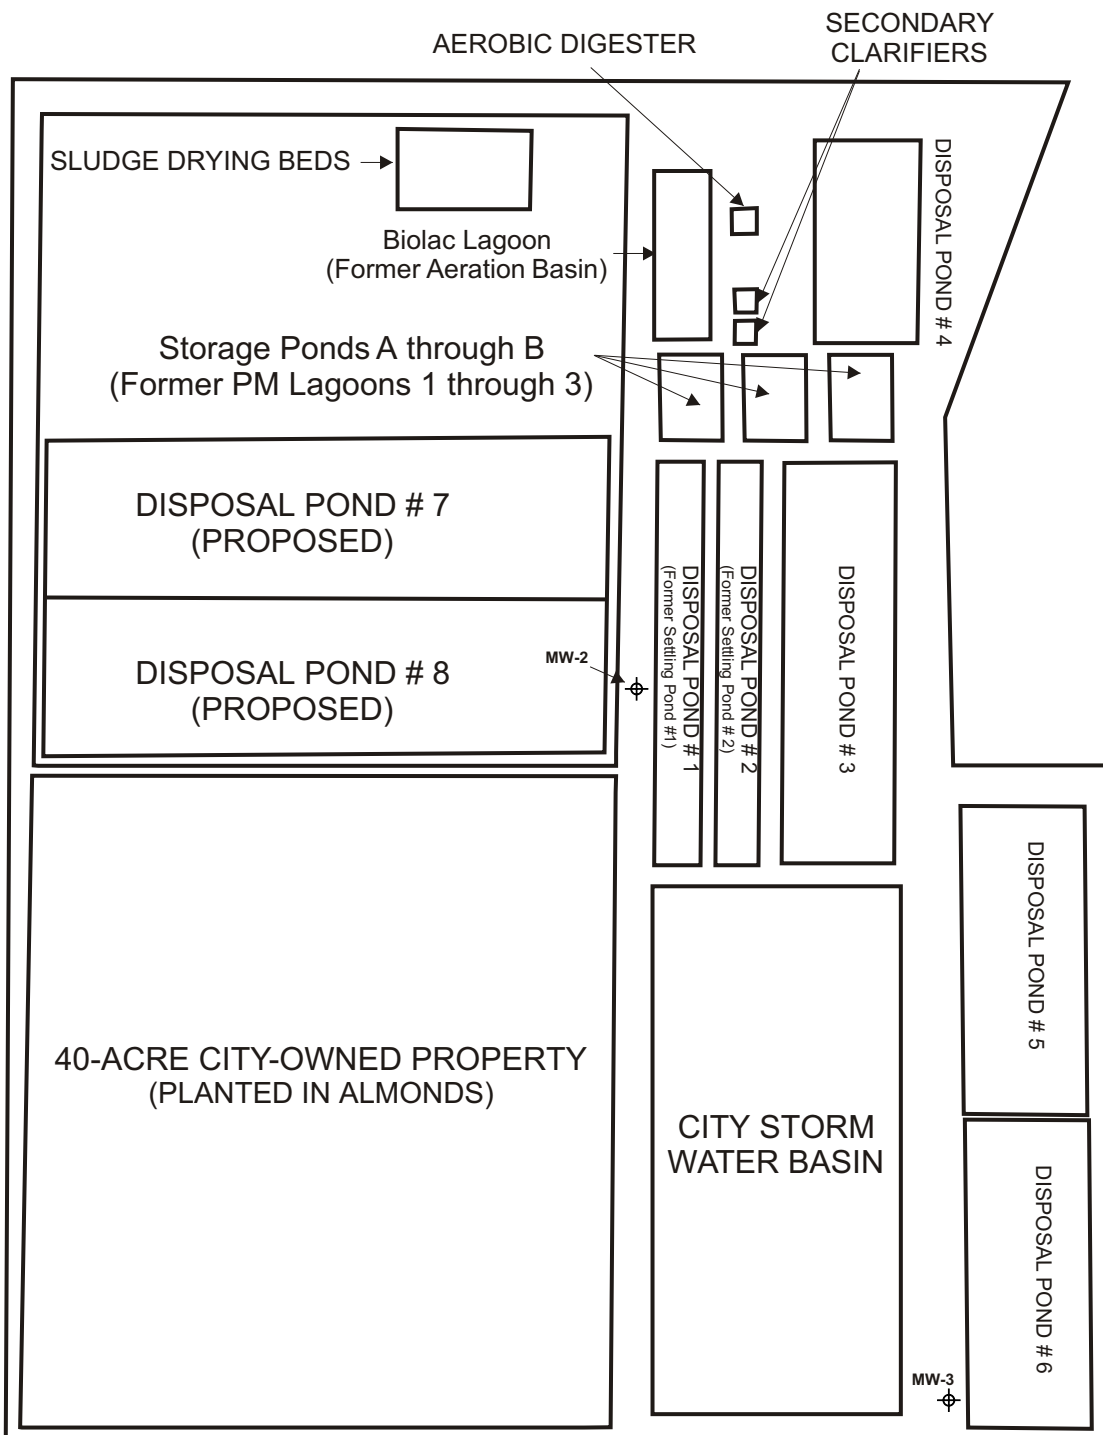 AEROBIC DIGESTER
SECONDARY
CLARIFIERS
SLUDGE DRYING BEDS
DISPOSAL POND # 4
Biolac Lagoon
(Former Aeration Basin)
Storage Ponds A through B
(Former PM Lagoons 1 through 3)
DISPOSAL POND # 7
(PROPOSED)
DISPOSAL POND # 1
(Former Settling Pond #1)
DISPOSAL POND # 2
(Former Settling Pond # 2)
DISPOSAL POND # 3
DISPOSAL POND # 8
(PROPOSED)
MW-2
DISPOSAL POND # 5
40-ACRE CITY-OWNED PROPERTY
(PLANTED IN ALMONDS)
CITY STORM
WATER BASIN
DISPOSAL POND # 6
MW-3